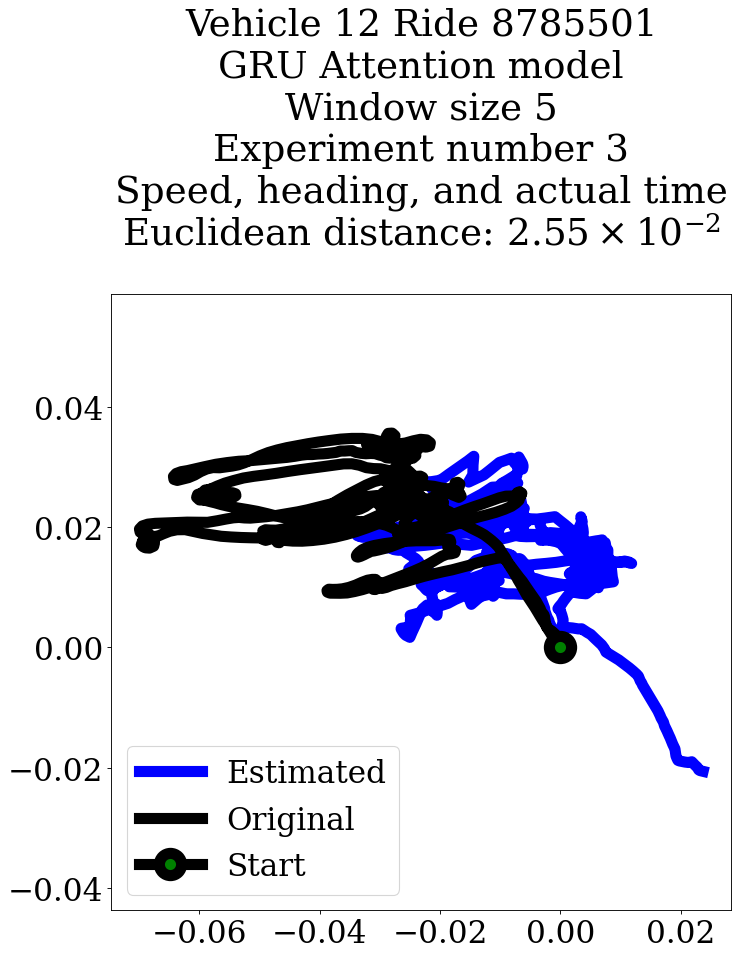 Vehicle 12 Ride 8785501
GRU Attention model
Window size 5
Experiment number 3
Speed, heading, and actual time
Euclidean distance: 2.55 × 10⁻²
0.04
0.02
0.00
−0.02
−0.04
Estimated
Original
Start
−0.06 −0.04 −0.02 0.00 0.02